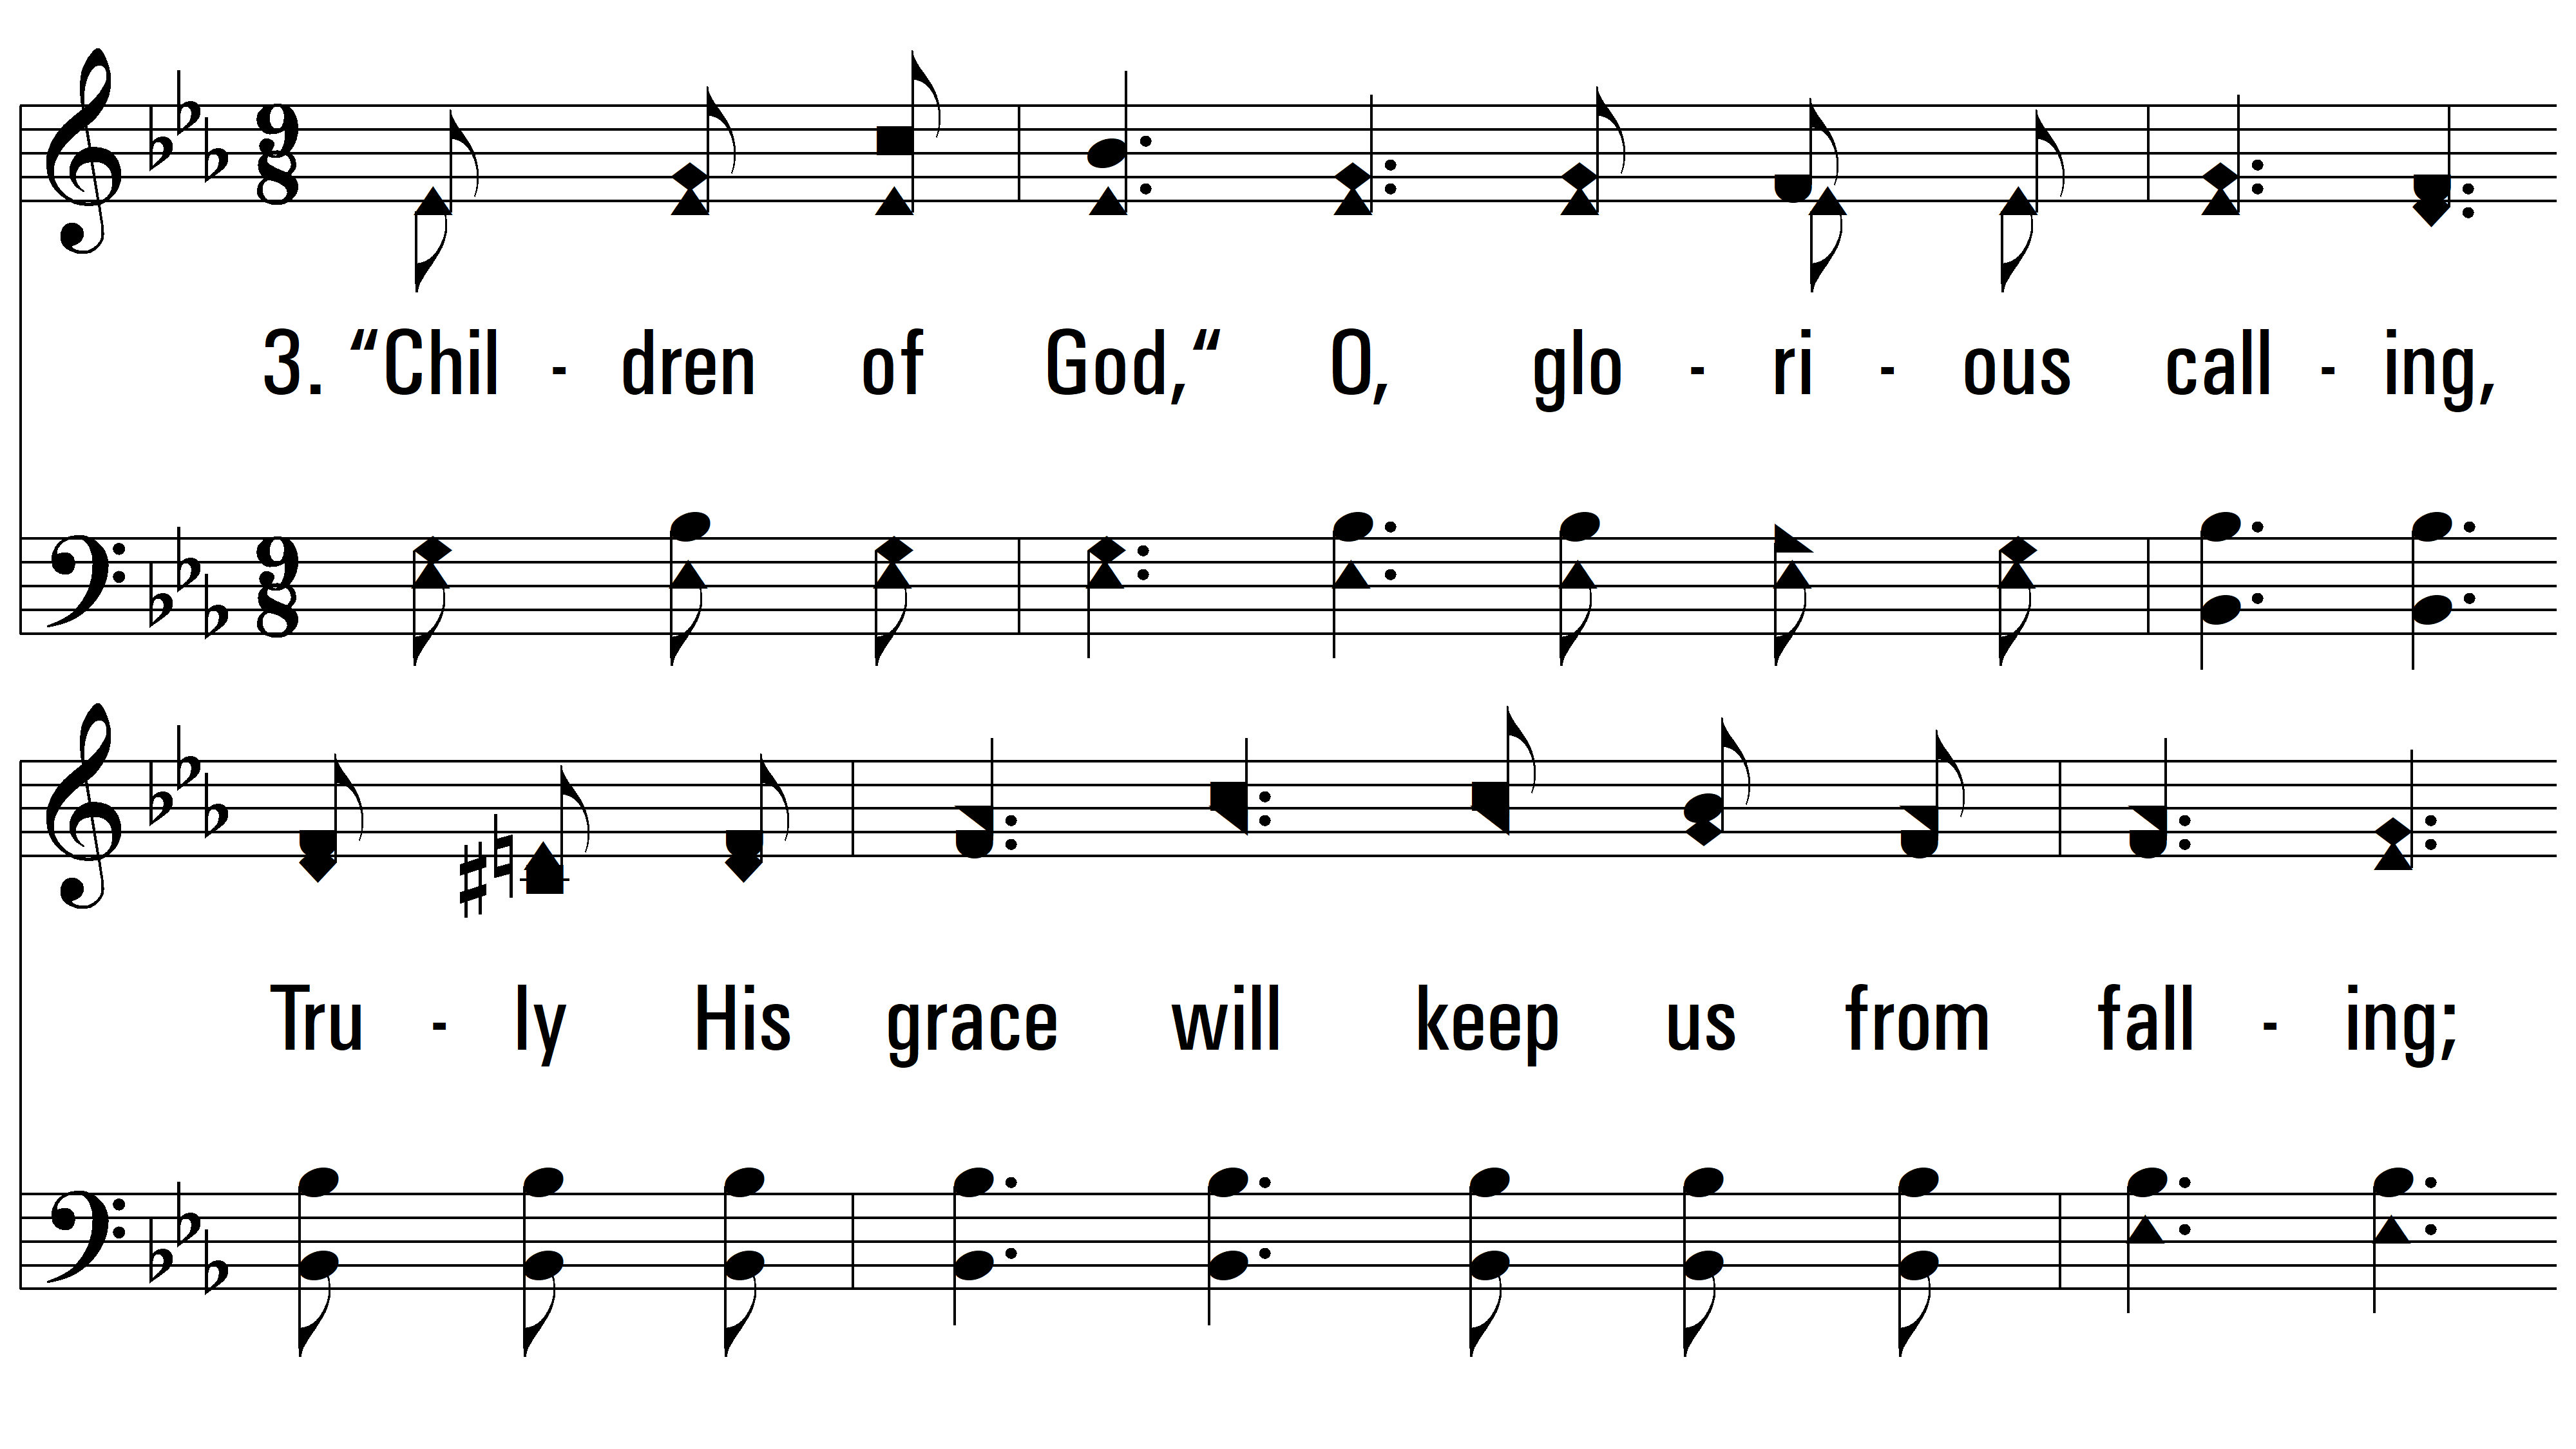 3. “Chil - dren of God,“ O, glo - ri - ous call - ing,
Tru - ly His grace will keep us from fall - ing;